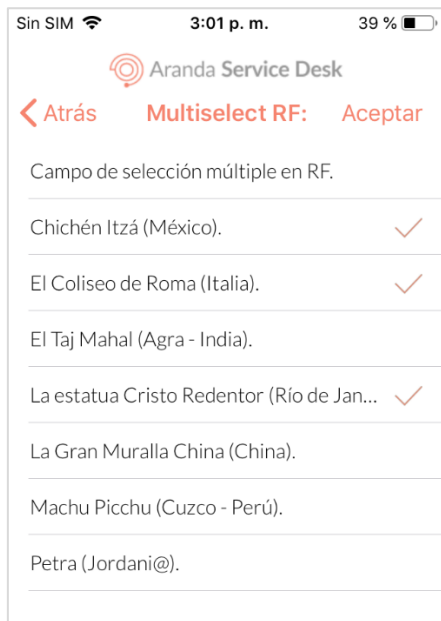 Sin SIM 3:01 p. m. 39 %
Aranda Service Desk
Atrás Multiselect RF: Aceptar
Campo de selección múltiple en RF.
Chichén Itzá (México).
El Coliseo de Roma (Italia).
El Taj Mahal (Agra - India).
La estatua Cristo Redentor (Río de Jan...
La Gran Muralla China (China).
Machu Picchu (Cuzco - Perú).
Petra (Jordani@).